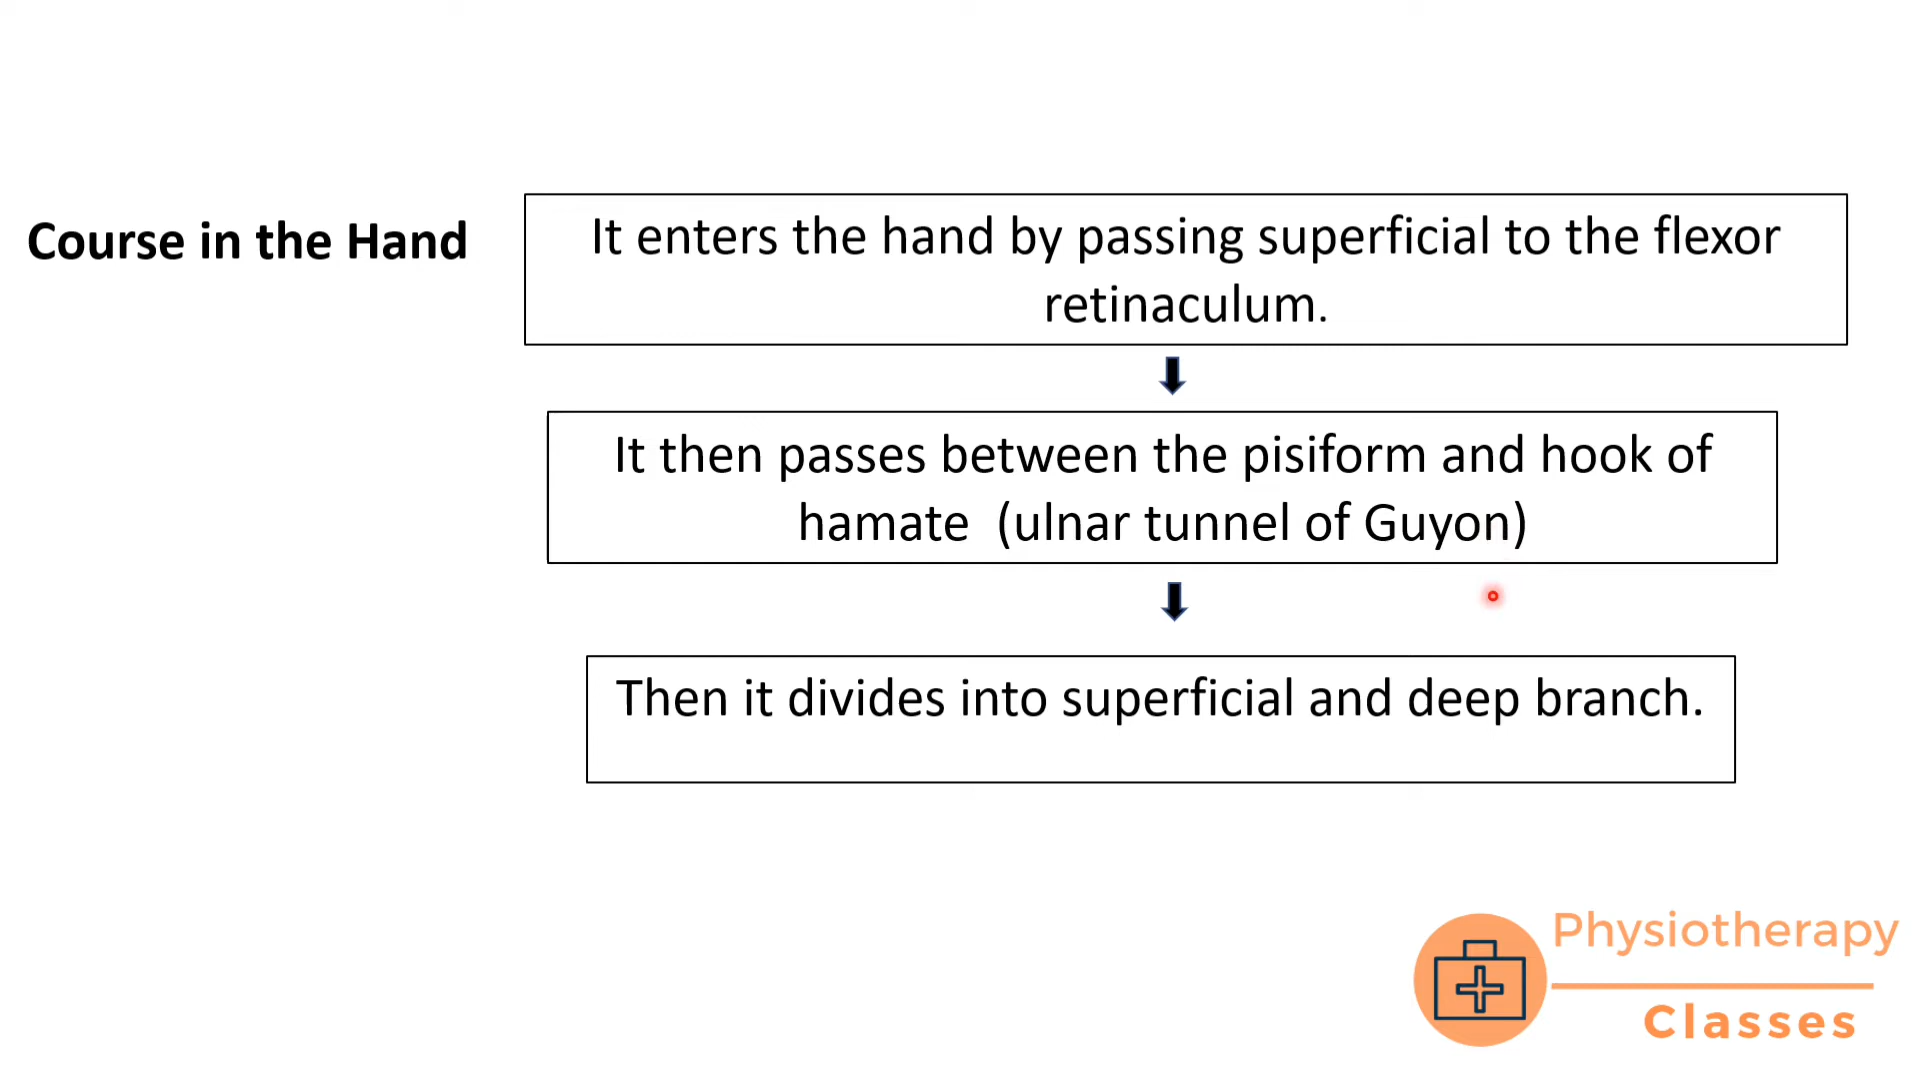 Course in the Hand
It enters the hand by passing superficial to the flexor
retinaculum.
It then passes between the pisiform and hook of
hamate  (ulnar tunnel of Guyon)
Then it divides into superficial and deep branch.
Physiotherapy
Classes